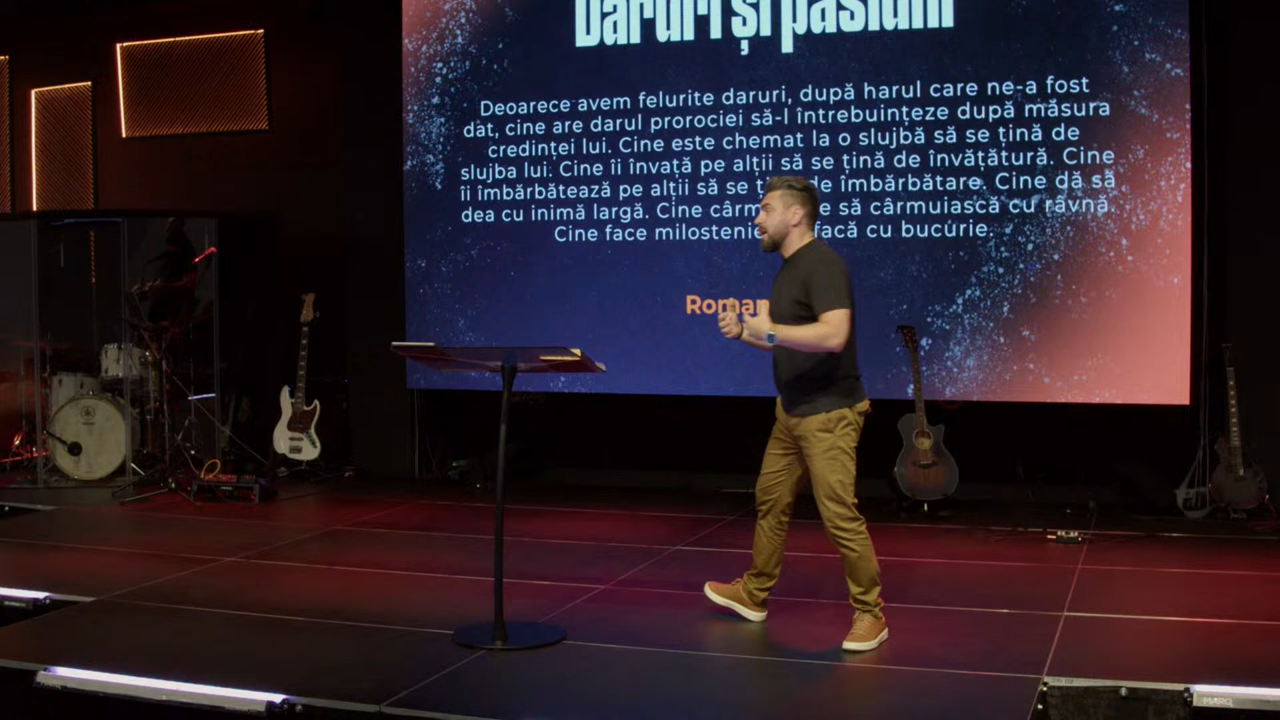 Daruri și pasiuni
Deoarece avem felurite daruri, după harul care ne-a fost
dat, cine are darul prorociei să-l întrebuințeze după măsura
credinței lui. Cine este chemat la o slujbă să se țină de
slujba lui. Cine îi învață pe alții să se țină de învățătură. Cine
îi îmbărbătează pe alții să se de îmbărbătare. Cine dă să
dea cu inimă largă. Cine să cârmuiască cu râvnă.
Cine face milostenie facă cu bucurie.